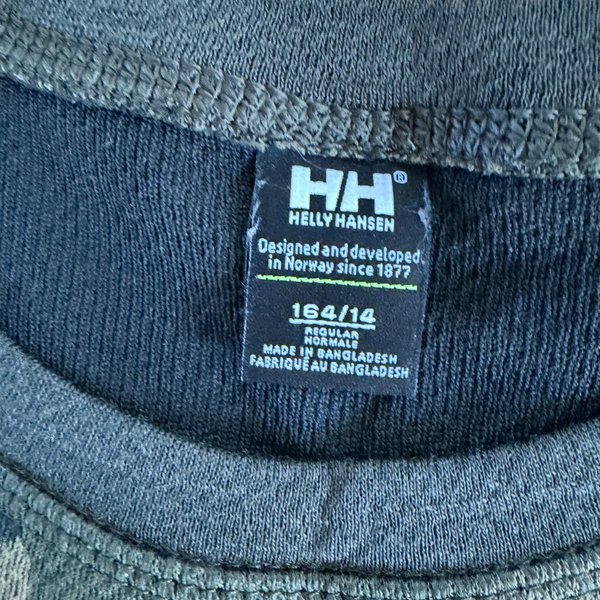 HH®
HELLY HANSEN
Designed and developed
in Norway since 1877
164/14
REGULAR
NORMALE
MADE IN BANGLADESH
FABRIQUÉ AU BANGLADESH